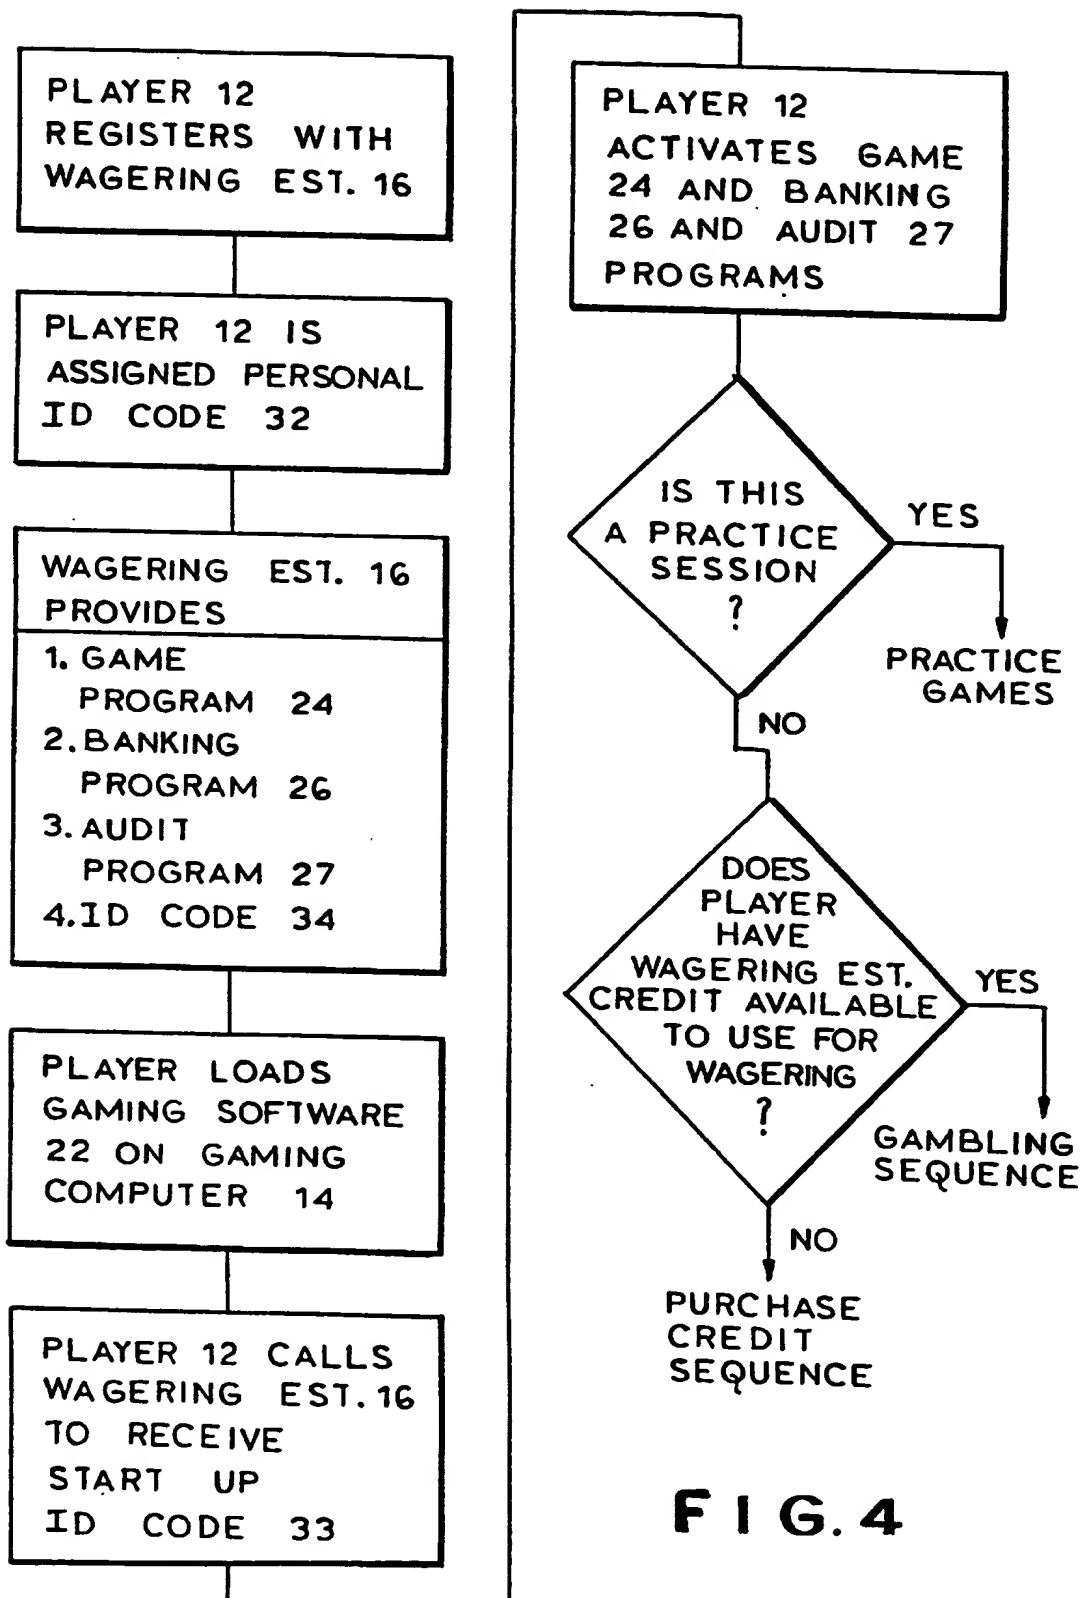 PLAYER 12
REGISTERS WITH
WAGERING EST. 16
PLAYER 12 IS
ASSIGNED PERSONAL
ID CODE 32
WAGERING EST. 16
PROVIDES
1. GAME
PROGRAM 24
2. BANKING
PROGRAM 26
3. AUDIT
PROGRAM 27
4. ID CODE 34
PLAYER LOADS
GAMING SOFTWARE
22 ON GAMING
COMPUTER 14
PLAYER 12 CALLS
WAGERING EST. 16
TO RECEIVE
START UP
ID CODE 33
PLAYER 12
ACTIVATES GAME
24 AND BANKING
26 AND AUDIT 27
PROGRAMS
IS THIS
A PRACTICE
SESSION
?
YES
PRACTICE
GAMES
NO
DOES
PLAYER
HAVE
WAGERING EST.
CREDIT AVAILABLE
TO USE FOR
WAGERING
?
YES
GAMBLING
SEQUENCE
NO
PURCHASE
CREDIT
SEQUENCE
FIG. 4